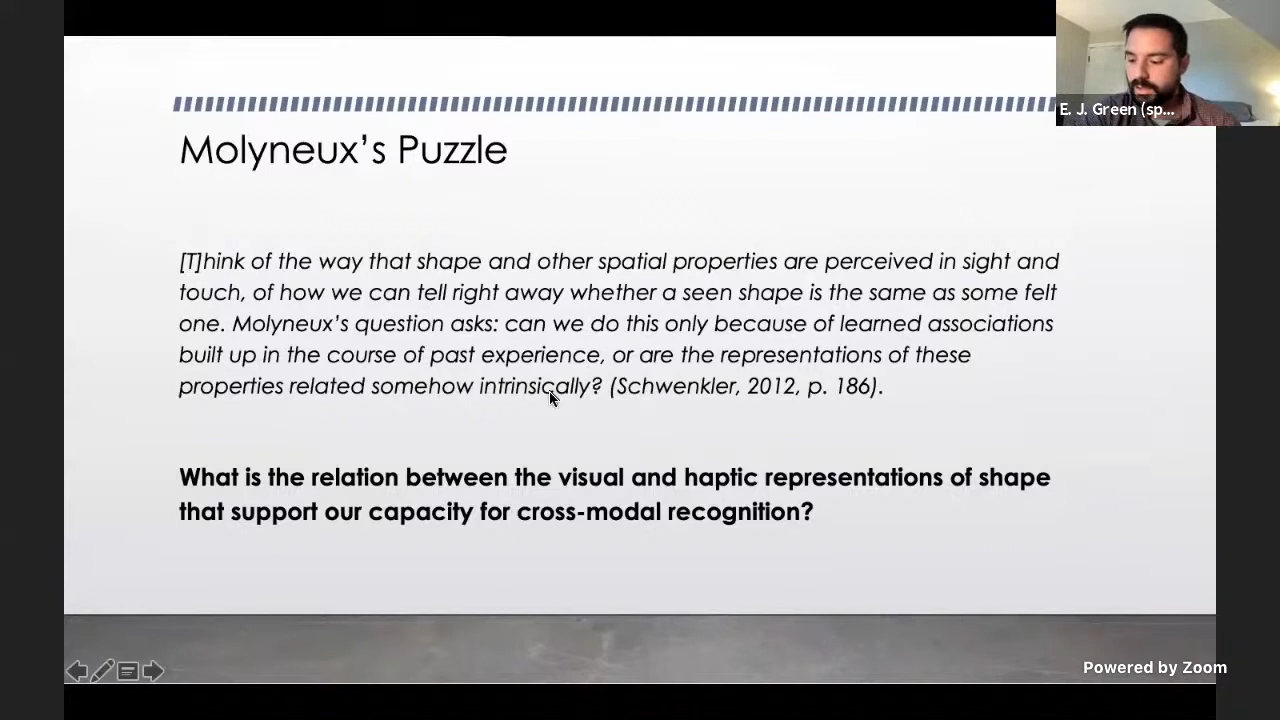 E. J. Green (sp...
Molyneux’s Puzzle
[T]hink of the way that shape and other spatial properties are perceived in sight and
touch, of how we can tell right away whether a seen shape is the same as some felt
one. Molyneux’s question asks: can we do this only because of learned associations
built up in the course of past experience, or are the representations of these
properties related somehow intrinsically? (Schwenkler, 2012, p. 186).
What is the relation between the visual and haptic representations of shape
that support our capacity for cross-modal recognition?
Powered by Zoom